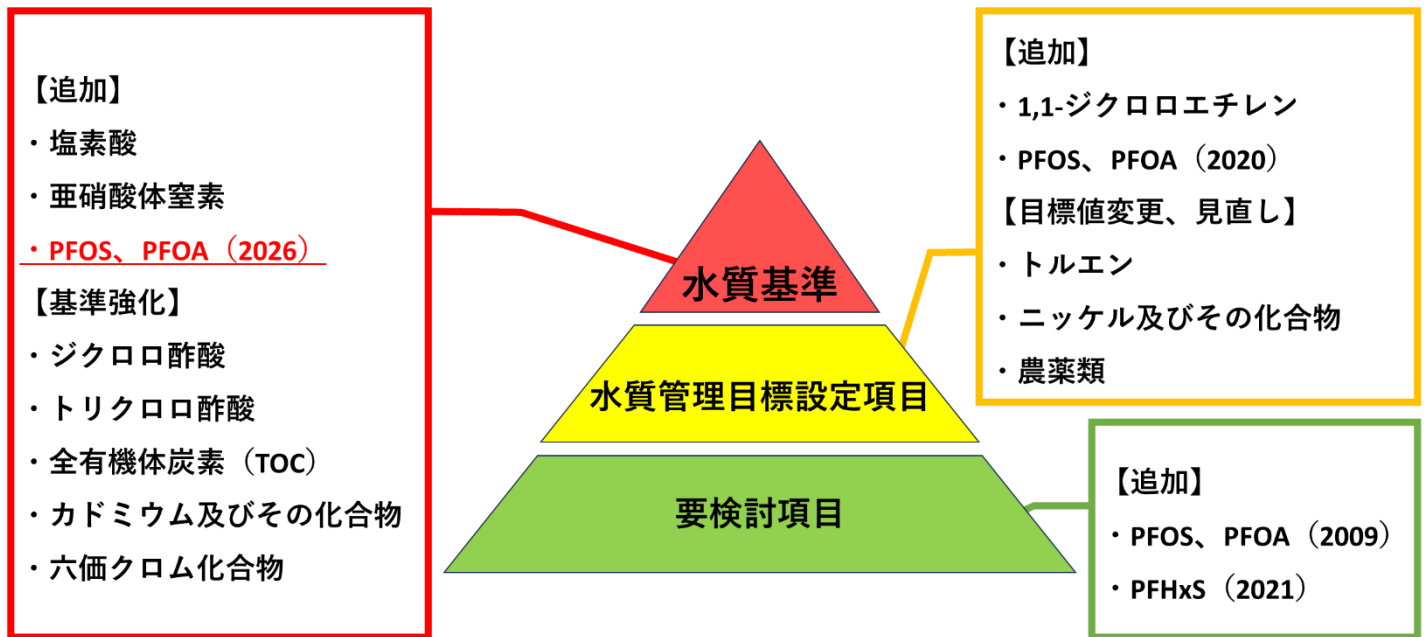 【追加】
・塩素酸
・亜硝酸体窒素
・PFOS、PFOA（2026）
【基準強化】
・ジクロロ酢酸
・トリクロロ酢酸
・全有機体炭素（TOC）
・カドミウム及びその化合物
・六価クロム化合物
水質基準
水質管理目標設定項目
要検討項目
【追加】
・1,1-ジクロロエチレン
・PFOS、PFOA（2020）
【目標値変更、見直し】
・トルエン
・ニッケル及びその化合物
・農薬類
【追加】
・PFOS、PFOA（2009）
・PFHxS（2021）